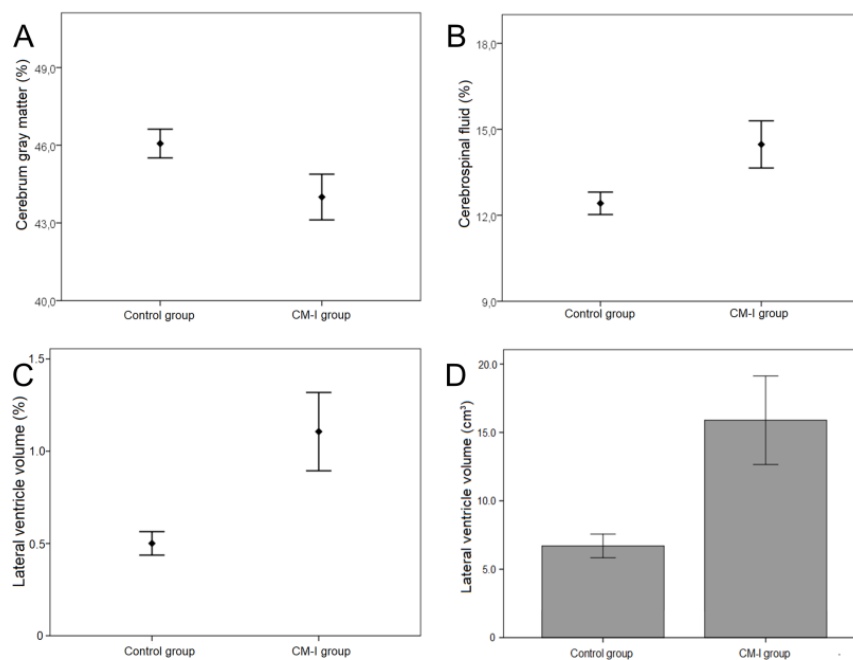 A
Cerebrum gray matter (%)
49,0
46,0
43,0
40,0
Control group
CM-I group
B
Cerebrospinal fluid (%)
18,0
15,0
12,0
9,0
Control group
CM-I group
C
Lateral ventricle volume (%)
1.5
1.0
0.5
0
Control group
CM-I group
D
Lateral ventricle volume (cm³)
20.0
15.0
10.0
5.0
0
Control group
CM-I group